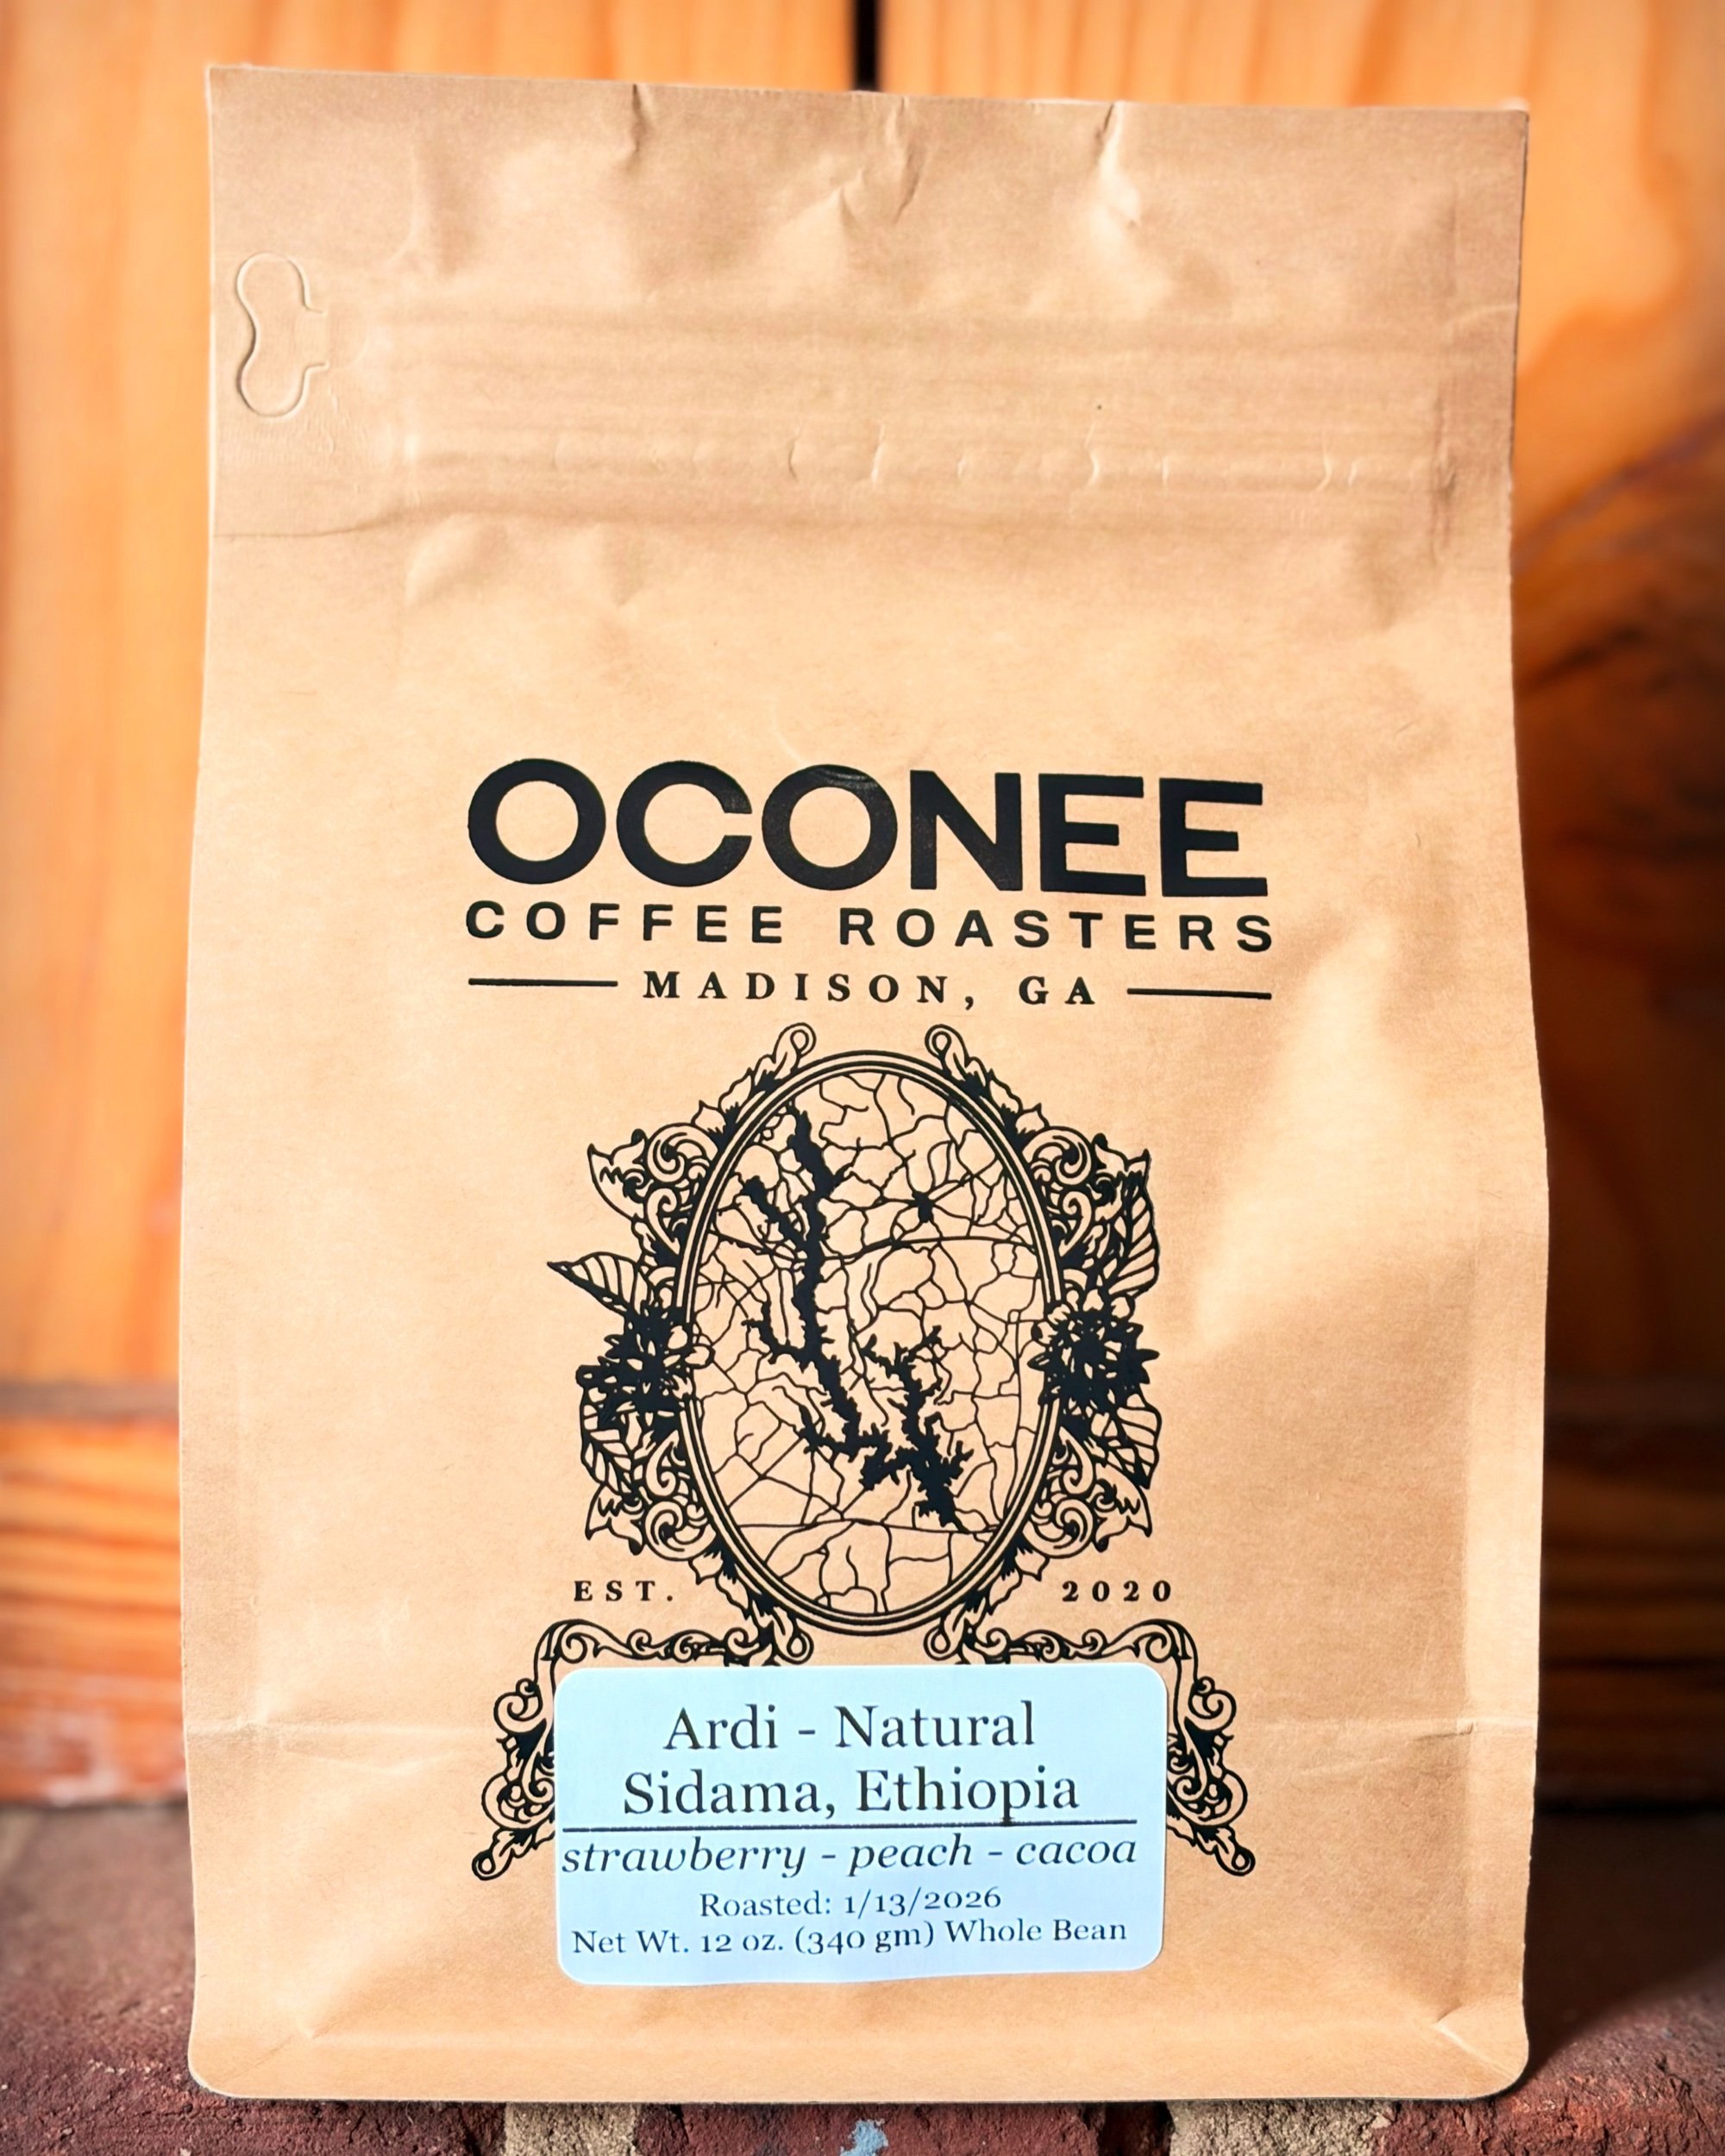 OCONEE
COFFEE ROASTERS
MADISON, GA
EST. 2020
Ardi - Natural
Sidama, Ethiopia
strawberry - peach - cacoa
Roasted: 1/13/2026
Net Wt. 12 oz. (340 gm) Whole Bean